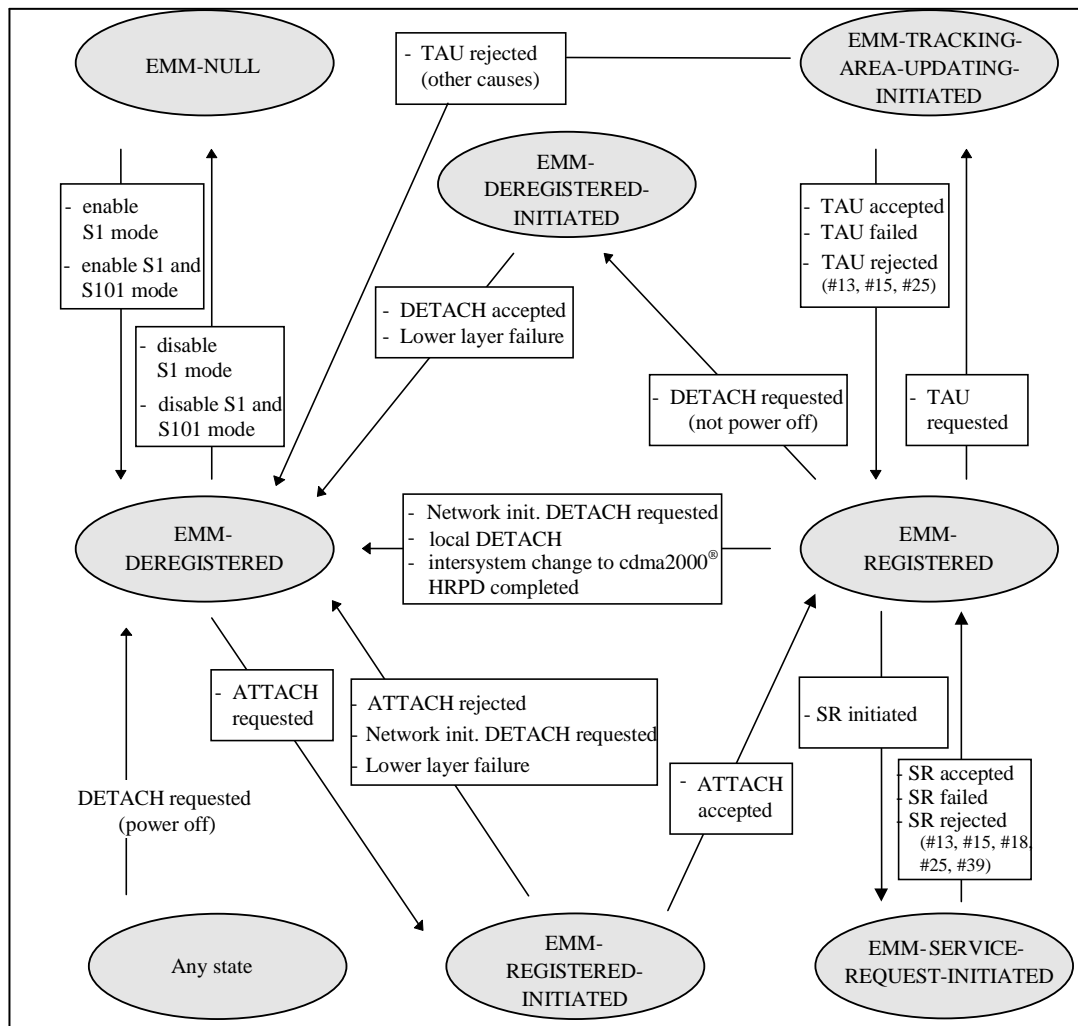 EMM-NULL
- TAU rejected
(other causes)
EMM-TRACKING-
AREA-UPDATING-
INITIATED
EMM-
DEREGISTERED-
INITIATED
- enable
S1 mode
- enable S1 and
S101 mode
- TAU accepted
- TAU failed
- TAU rejected
(#13, #15, #25)
- DETACH accepted
- Lower layer failure
- disable
S1 mode
- disable S1 and
S101 mode
- DETACH requested
(not power off)
- TAU
requested
EMM-
DEREGISTERED
- Network init. DETACH requested
- local DETACH
- intersystem change to cdma2000®
HRPD completed
EMM-
REGISTERED
- ATTACH
requested
- ATTACH rejected
- Network init. DETACH requested
- Lower layer failure
- SR initiated
- ATTACH
accepted
DETACH requested
(power off)
- SR accepted
- SR failed
- SR rejected
(#13, #15, #18,
#25, #39)
Any state
EMM-
REGISTERED-
INITIATED
EMM-SERVICE-
REQUEST-INITIATED